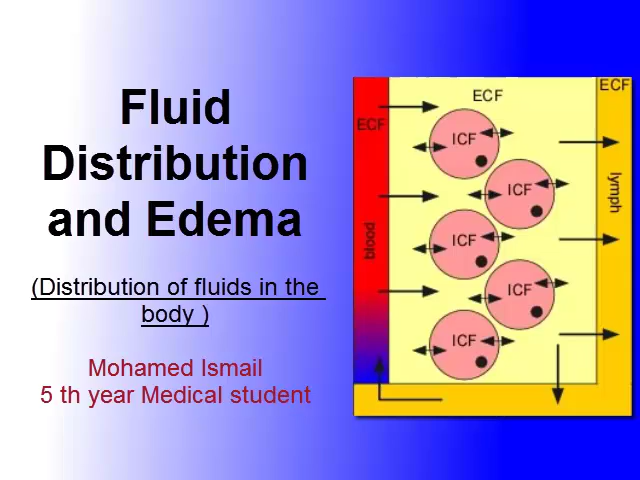 Fluid
Distribution
and Edema
(Distribution of fluids in the
body )
Mohamed Ismail
5 th year Medical student
ECF
ECF
ECF
ICF
ICF
ICF
ICF
ICF
blood
lymph